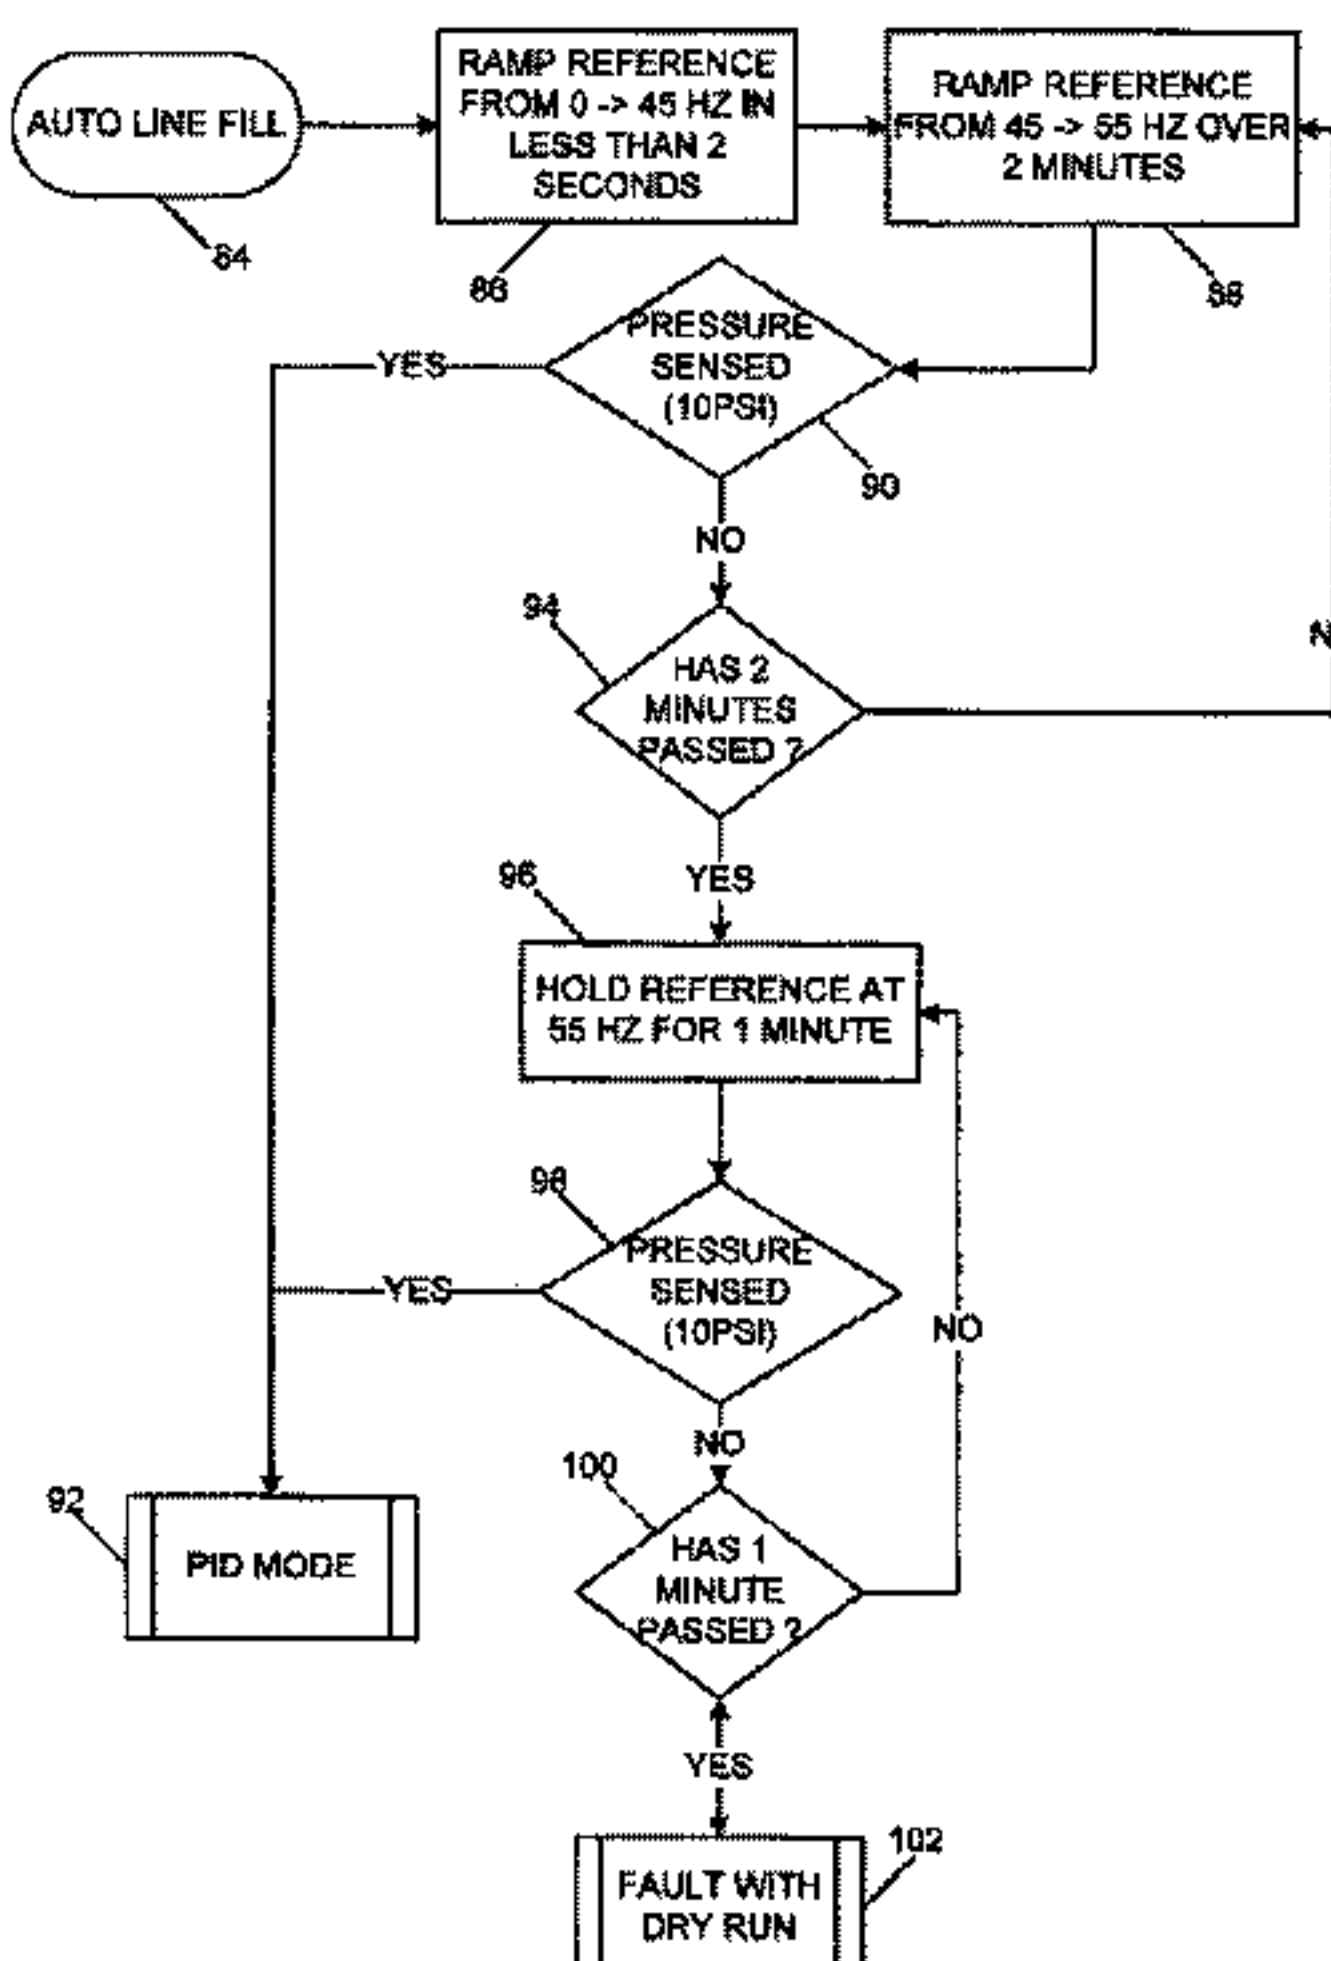 AUTO LINE FILL
84
RAMP REFERENCE
FROM 0 -> 45 HZ IN
LESS THAN 2
SECONDS
86
RAMP REFERENCE
FROM 45 -> 55 HZ OVER
2 MINUTES
88
PRESSURE
SENSED
(10PSI)
90
YES
NO
94
HAS 2
MINUTES
PASSED ?
N
YES
96
HOLD REFERENCE AT
55 HZ FOR 1 MINUTE
98
PRESSURE
SENSED
(10PSI)
YES
NO
NO
100
HAS 1
MINUTE
PASSED ?
92
PID MODE
YES
102
FAULT WITH
DRY RUN